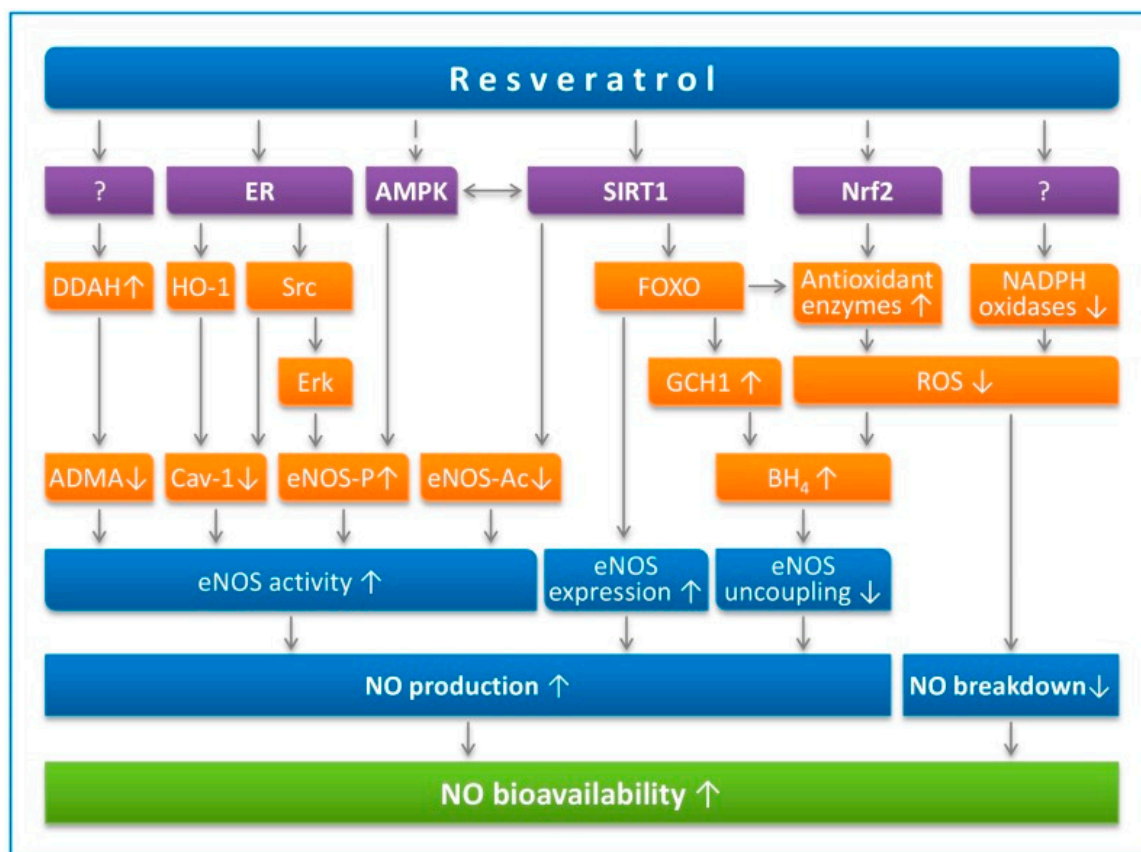 Resveratrol
?
ER
AMPK
SIRT1
Nrf2
?
DDAH↑
HO-1
Src
FOXO
Antioxidant
enzymes ↑
NADPH
oxidases ↓
Erk
GCH1 ↑
ROS ↓
ADMA↓
Cav-1↓
eNOS-P↑
eNOS-Ac↓
BH₄ ↑
eNOS activity ↑
eNOS
expression ↑
eNOS
uncoupling ↓
NO production ↑
NO breakdown↓
NO bioavailability ↑